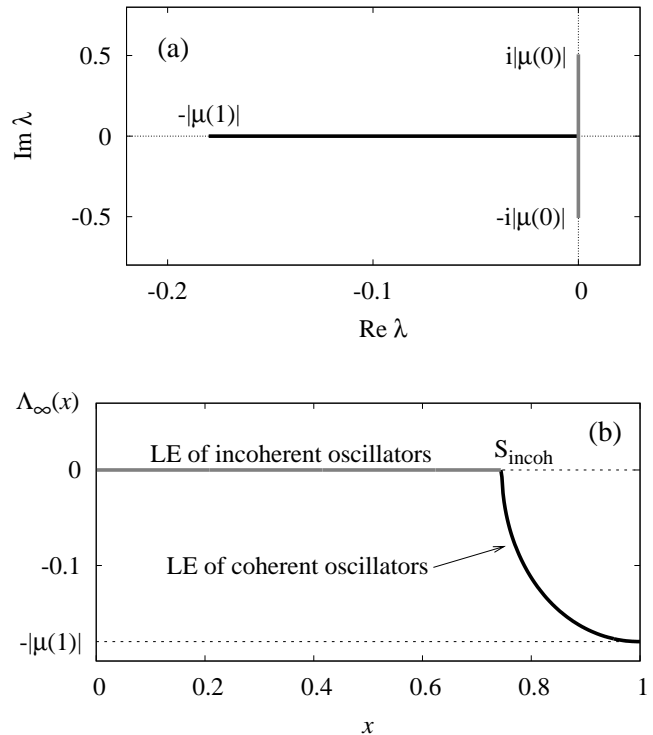 (a)
0.5
i|μ(0)|
-|μ(1)|
Im λ
0
-0.5
-i|μ(0)|
-0.2
-0.1
0
Re λ
Λ∞(x)
(b)
LE of incoherent oscillators
Sincoh
0
LE of coherent oscillators
-0.1
-|μ(1)|
0
0.2
0.4
0.6
0.8
1
x